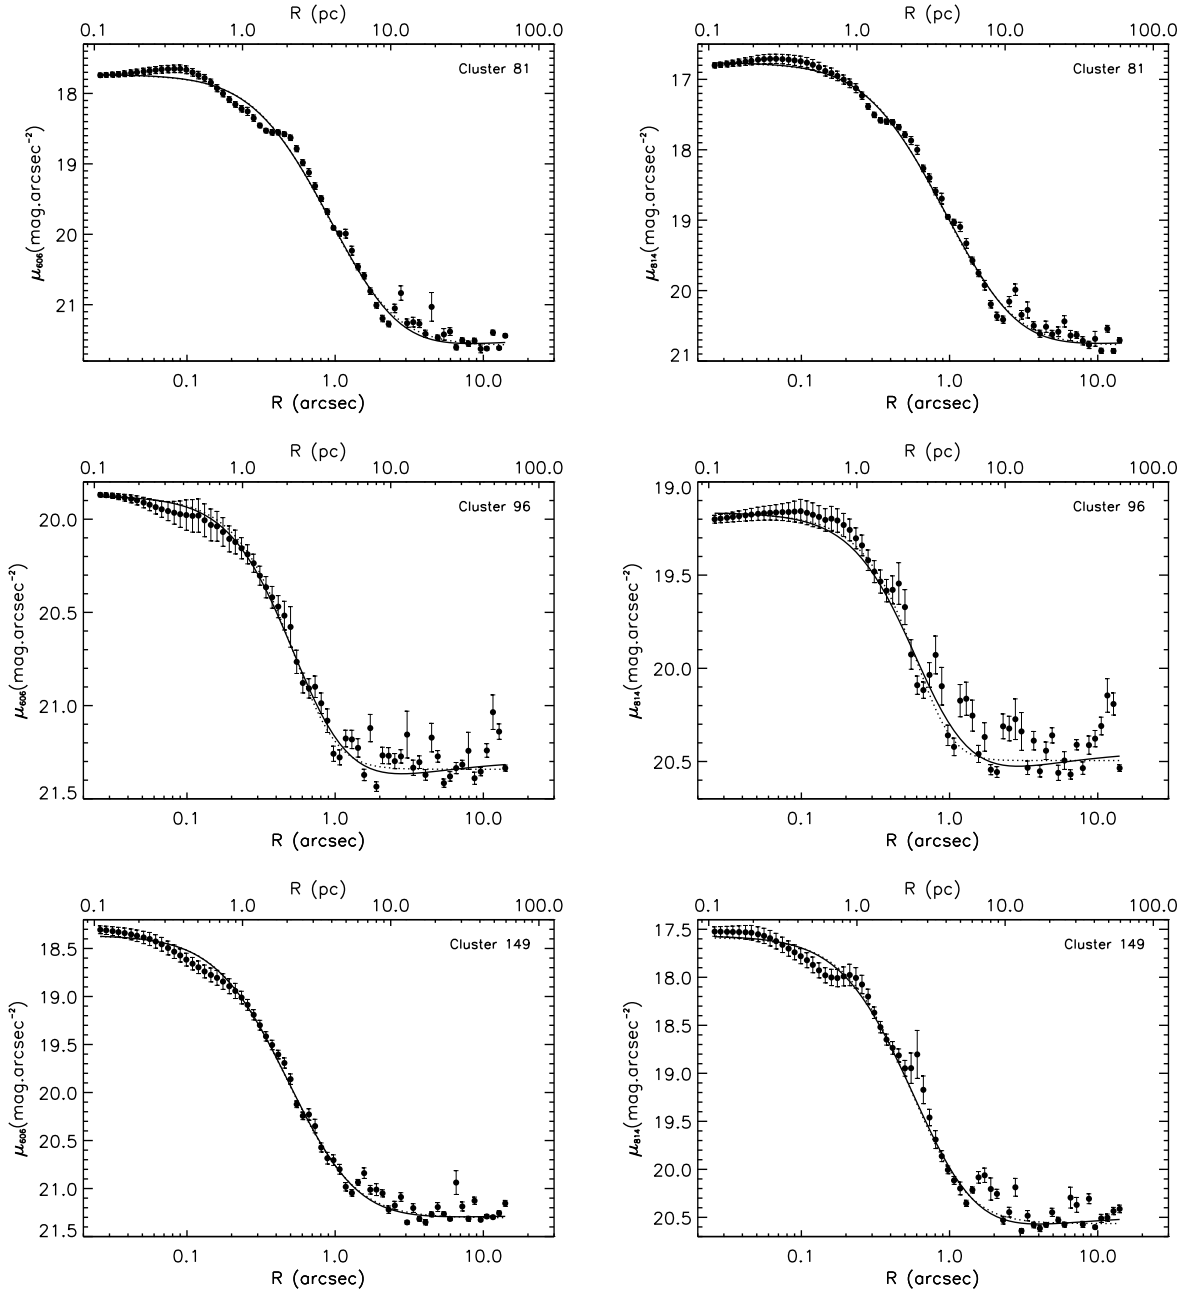 R (pc)
0.1 1.0 10.0 100.0
Cluster 81
18
19
20
21
μ606(mag.arcsec−2)
0.1 1.0 10.0
R (arcsec)
R (pc)
0.1 1.0 10.0 100.0
Cluster 81
17
18
19
20
21
μ814(mag.arcsec−2)
0.1 1.0 10.0
R (arcsec)
R (pc)
0.1 1.0 10.0 100.0
Cluster 96
20.0
20.5
21.0
21.5
μ606(mag.arcsec−2)
0.1 1.0 10.0
R (arcsec)
R (pc)
0.1 1.0 10.0 100.0
Cluster 96
19.0
19.5
20.0
20.5
μ814(mag.arcsec−2)
0.1 1.0 10.0
R (arcsec)
R (pc)
0.1 1.0 10.0 100.0
Cluster 149
18.5
19.0
19.5
20.0
20.5
21.0
21.5
μ606(mag.arcsec−2)
0.1 1.0 10.0
R (arcsec)
R (pc)
0.1 1.0 10.0 100.0
Cluster 149
17.5
18.0
18.5
19.0
19.5
20.0
20.5
μ814(mag.arcsec−2)
0.1 1.0 10.0
R (arcsec)